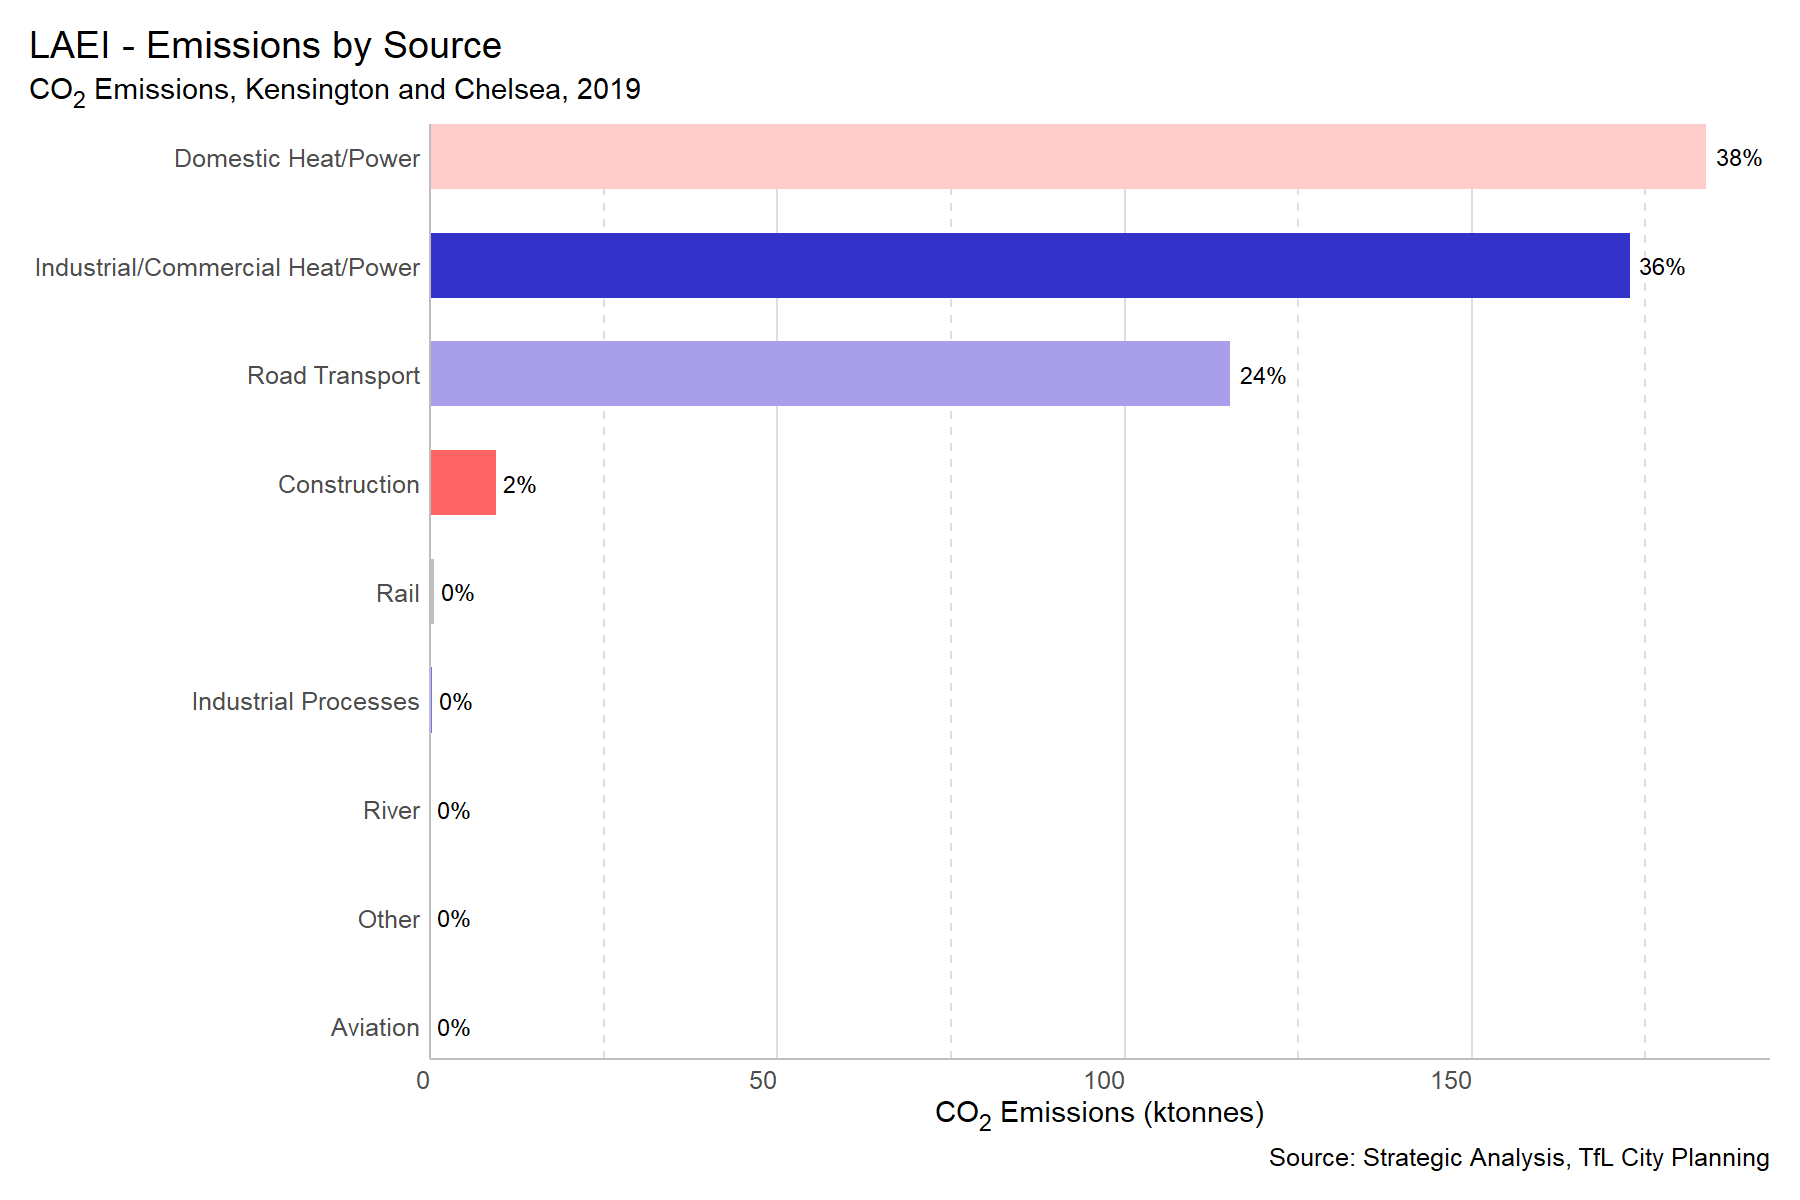 LAEI - Emissions by Source
CO₂ Emissions, Kensington and Chelsea, 2019
Domestic Heat/Power 38%
Industrial/Commercial Heat/Power 36%
Road Transport 24%
Construction 2%
Rail 0%
Industrial Processes 0%
River 0%
Other 0%
Aviation 0%
0 50 100 150
CO₂ Emissions (ktonnes)
Source: Strategic Analysis, TfL City Planning